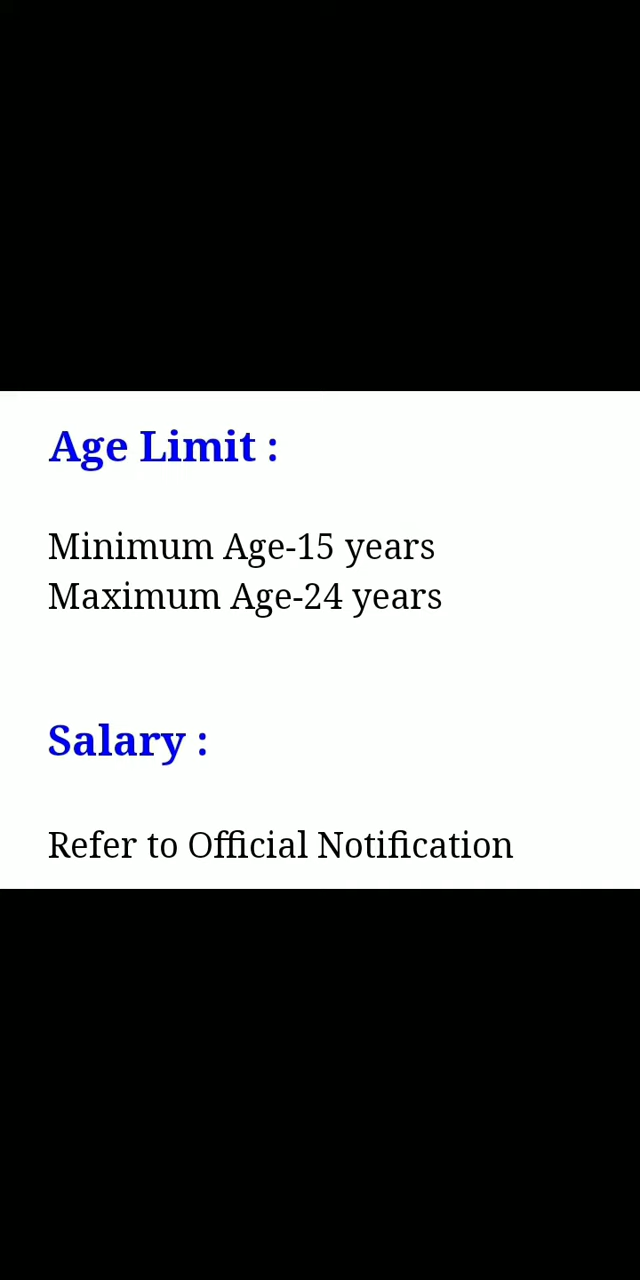 Age Limit :
Minimum Age-15 years
Maximum Age-24 years
Salary :
Refer to Official Notification